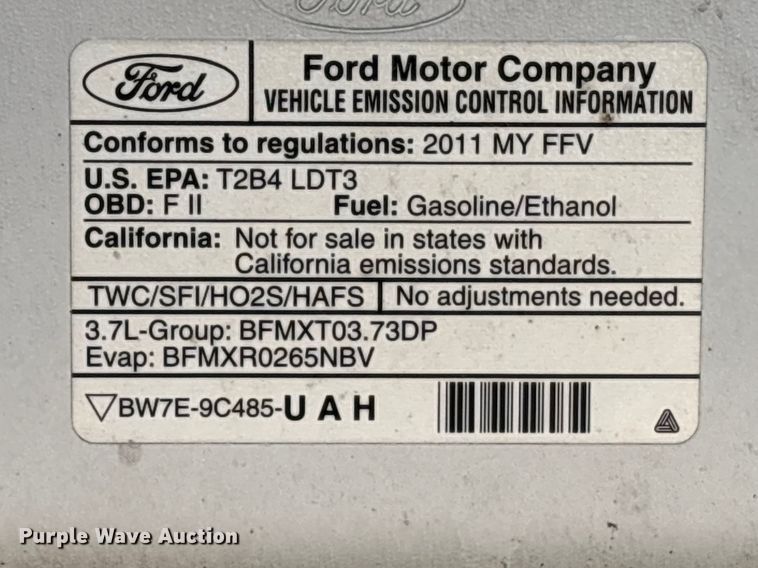 Ford
Ford
Ford Motor Company
VEHICLE EMISSION CONTROL INFORMATION
Conforms to regulations: 2011 MY FFV
U.S. EPA: T2B4 LDT3
OBD: F II Fuel: Gasoline/Ethanol
California: Not for sale in states with
California emissions standards.
TWC/SFI/HO2S/HAFS No adjustments needed.
3.7L-Group: BFMXT03.73DP
Evap: BFMXR0265NBV
BW7E-9C485-U A H
Purple Wave Auction